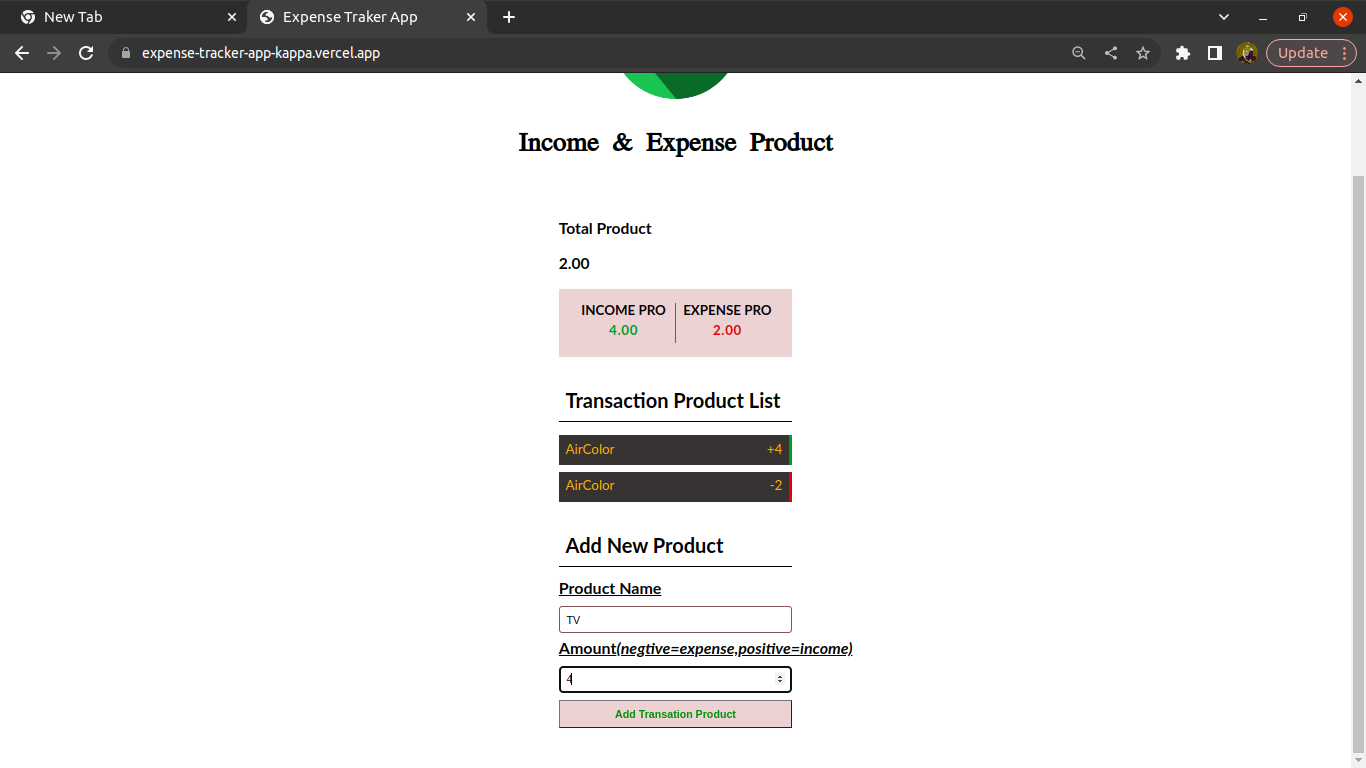 New Tab
Expense Traker App
expense-tracker-app-kappa.vercel.app
Update
Income & Expense Product
Total Product
2.00
INCOME PRO EXPENSE PRO
4.00 2.00
Transaction Product List
AirColor +4
AirColor -2
Add New Product
Product Name
TV
Amount(negtive=expense,positive=income)
4
Add Transation Product